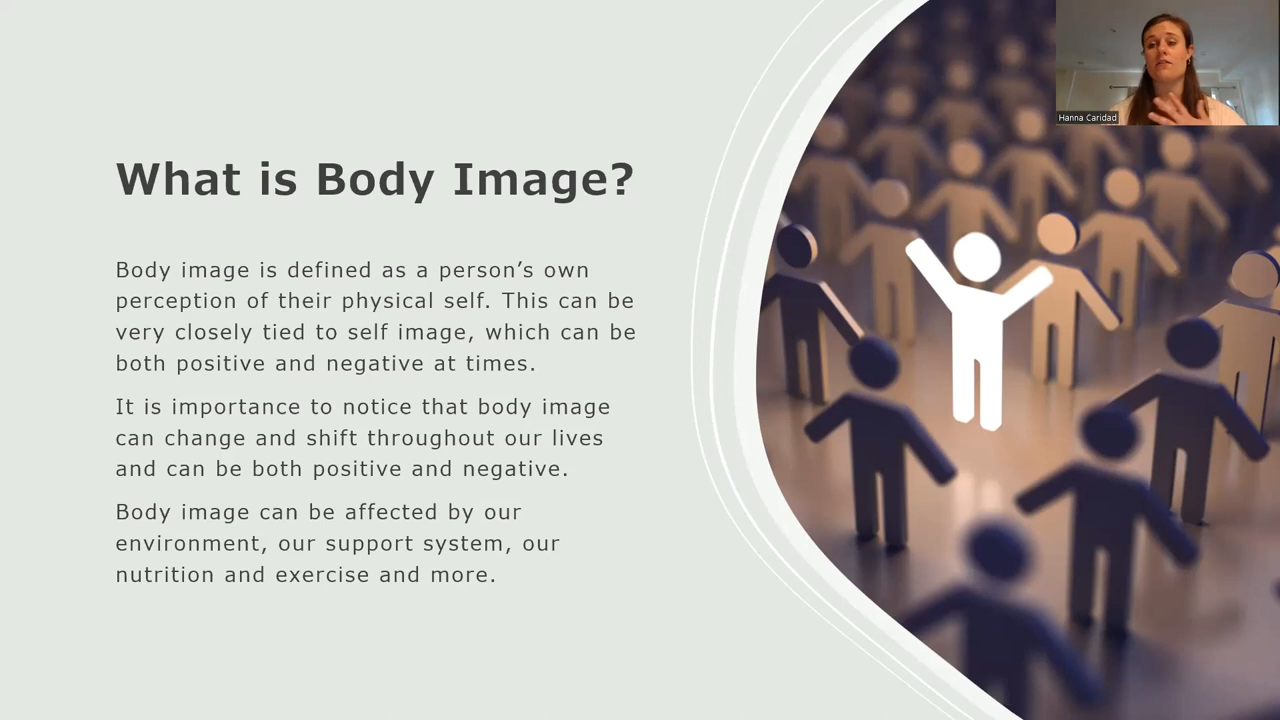 What is Body Image?
Body image is defined as a person’s own
perception of their physical self. This can be
very closely tied to self image, which can be
both positive and negative at times.
It is importance to notice that body image
can change and shift throughout our lives
and can be both positive and negative.
Body image can be affected by our
environment, our support system, our
nutrition and exercise and more.
Hanna Caridad